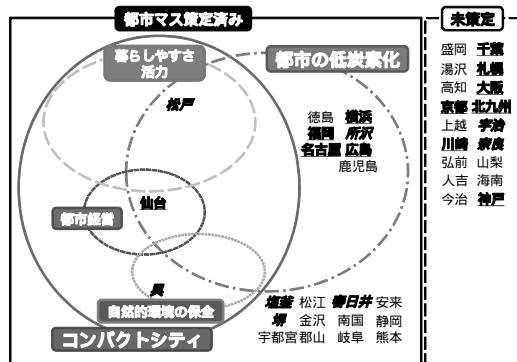 都市マス策定済み
未策定
暮らしやすさ
活力
都市の低炭素化
松戸
徳島 横浜
福岡 所沢
名古屋 広島
鹿児島
仙台
都市経営
呉
自然的環境の保全
コンパクトシティ
塩釜 松江 春日井 安来
堺 金沢 南国 静岡
宇都宮 郡山 岐阜 熊本
盛岡 千葉
湯沢 札幌
高知 大阪
京都 北九州
上越 宇治
川崎 奈良
弘前 山梨
人吉 海南
今治 神戸